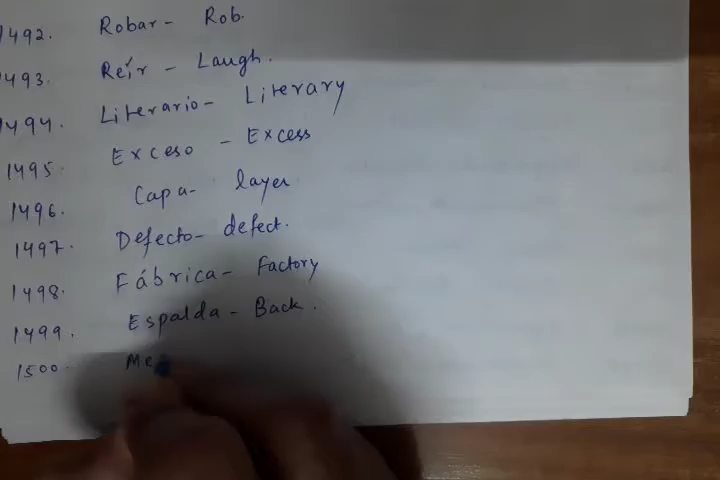 1492. Robar - Rob.
1493. Reír - Laugh.
1494. Literario - Literary
1495. Exceso - Excess
1496. Capa - layer
1497. Defecto - defect.
1498. Fábrica - Factory
1499. Espalda - Back.
1500.